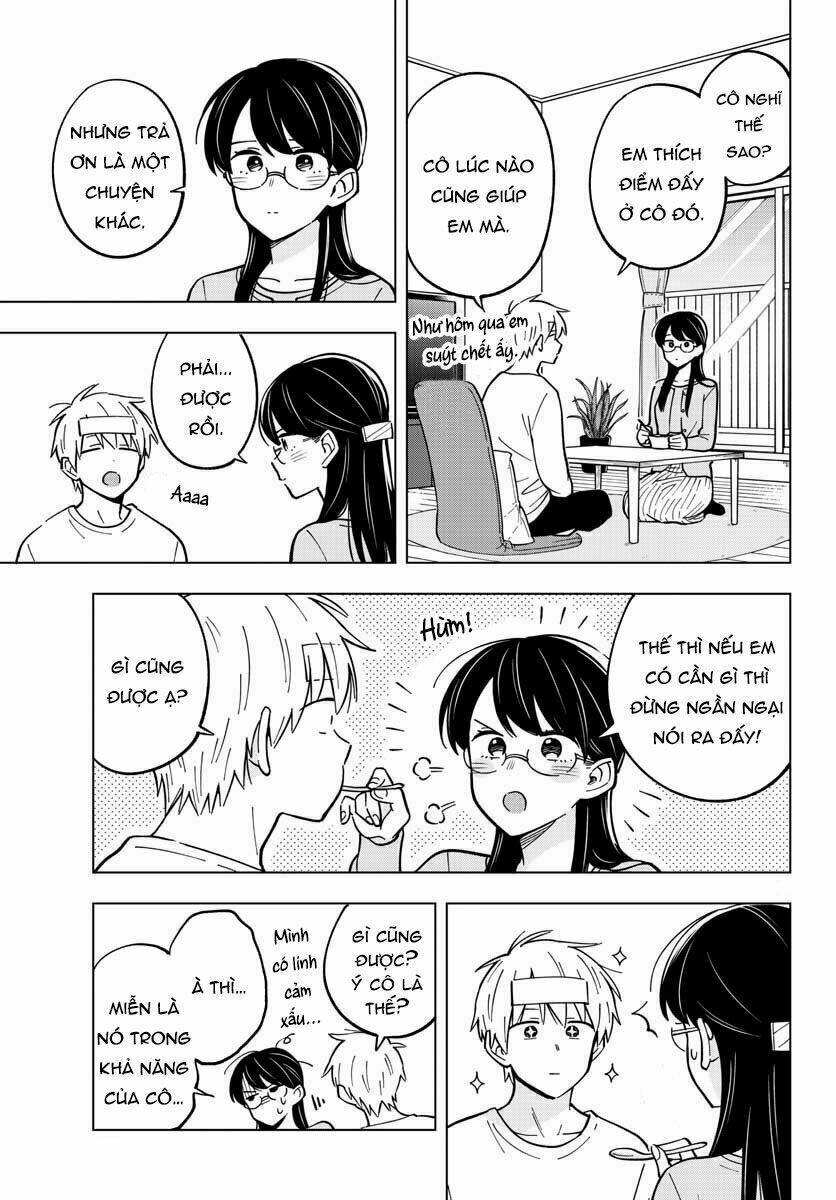 CÔ NGHĨ
THẾ
SAO?
EM THÍCH
ĐIỂM ĐẤY
Ở CÔ ĐÓ.
CÔ LÚC NÀO
CŨNG GIÚP
EM MÀ.
Như hôm qua em
suýt chết ấy.
NHƯNG TRẢ
ƠN LÀ MỘT
CHUYỆN
KHÁC.
PHẢI...
ĐƯỢC
RỒI.
Aaaa
THẾ THÌ NẾU EM
CÓ CẦN GÌ THÌ
ĐỪNG NGẦN NGẠI
NÓI RA ĐẤY!
Hừm!
GÌ CŨNG
ĐƯỢC Ạ?
GÌ CŨNG
ĐƯỢC?
Ý CÔ LÀ
THẾ?
Mình
có linh
cảm
xấu...
À THÌ...
MIỄN LÀ
NÓ TRONG
KHẢ NĂNG
CỦA CÔ...